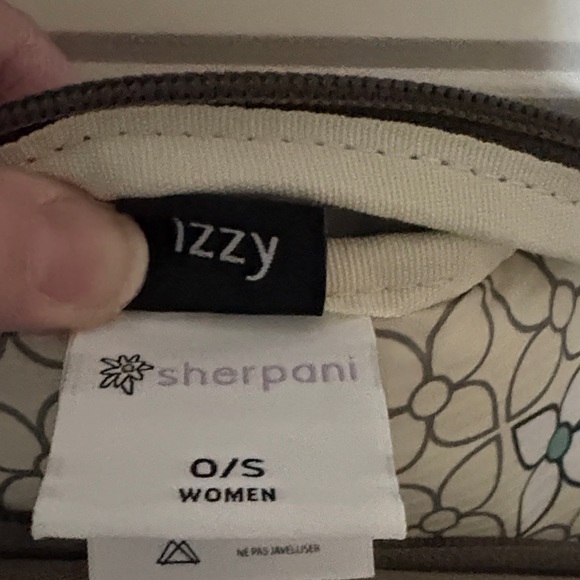 izzy
sherpani
O/S
WOMEN
NE PAS JAVELLISER